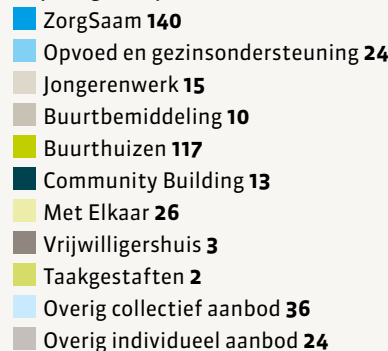 ZorgSaam 140
Opvoed en gezinsondersteuning 24
Jongerenwerk 15
Buurtbemiddeling 10
Buurthuizen 117
Community Building 13
Met Elkaar 26
Vrijwilligershuis 3
Taakgestaften 2
Overig collectief aanbod 36
Overig individueel aanbod 24